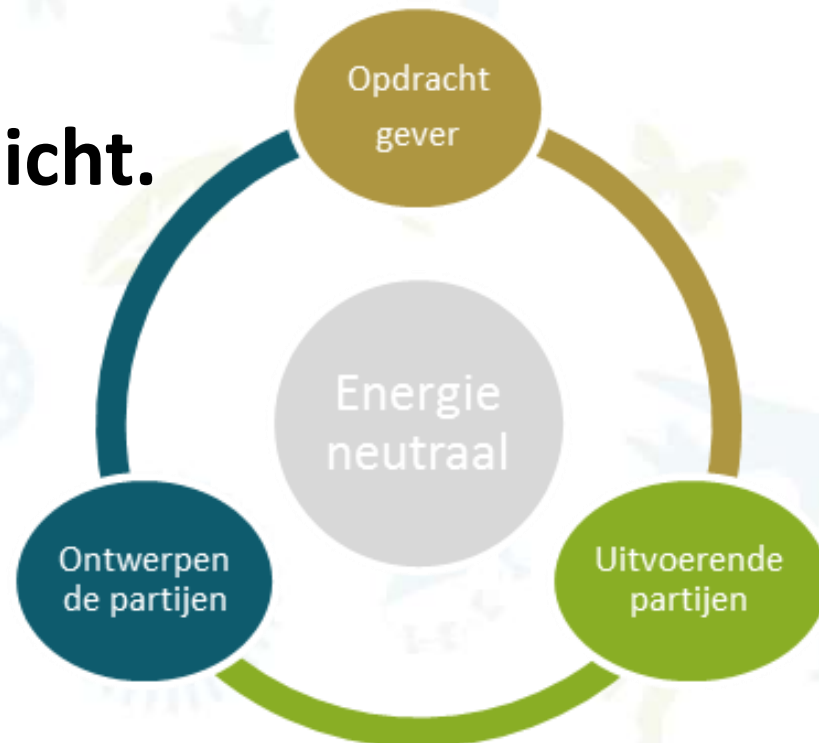 Opdracht
gever
icht.
Energie
neutraal
Ontwerpen
de partijen
Uitvoerende
partijen